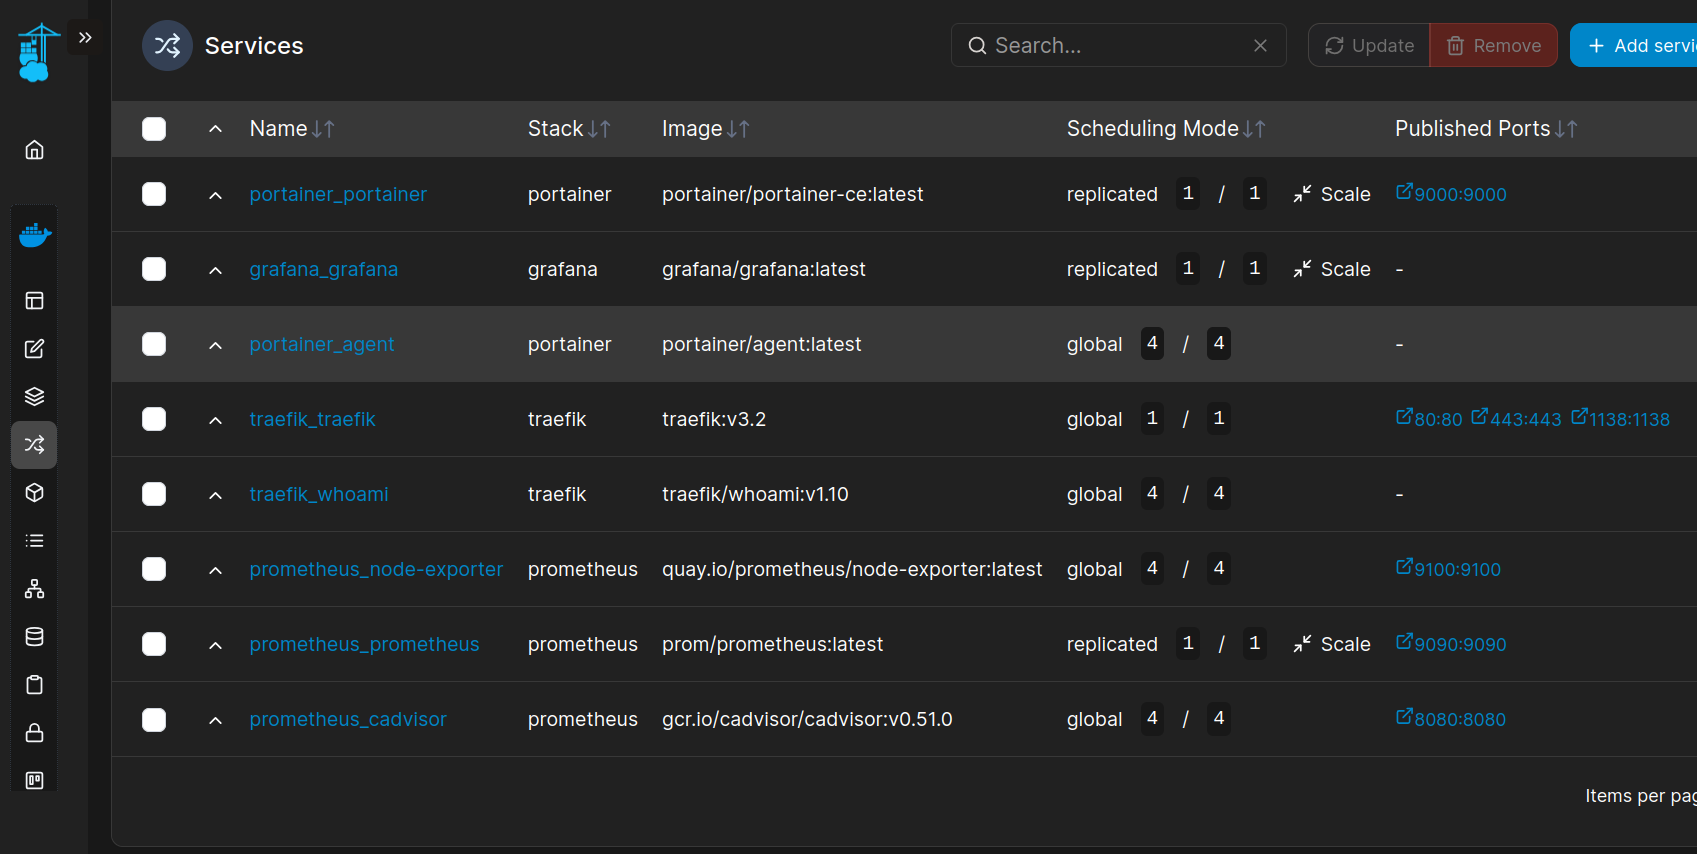 Services Search... Update Remove + Add servi
Name Stack Image Scheduling Mode Published Ports
portainer_portainer portainer portainer/portainer-ce:latest replicated 1 / 1 Scale 9000:9000
grafana_grafana grafana grafana/grafana:latest replicated 1 / 1 Scale -
portainer_agent portainer portainer/agent:latest global 4 / 4 -
traefik_traefik traefik traefik:v3.2 global 1 / 1 80:80 443:443 1138:1138
traefik_whoami traefik traefik/whoami:v1.10 global 4 / 4 -
prometheus_node-exporter prometheus quay.io/prometheus/node-exporter:latest global 4 / 4 9100:9100
prometheus_prometheus prometheus prom/prometheus:latest replicated 1 / 1 Scale 9090:9090
prometheus_cadvisor prometheus gcr.io/cadvisor/cadvisor:v0.51.0 global 4 / 4 8080:8080
Items per pag